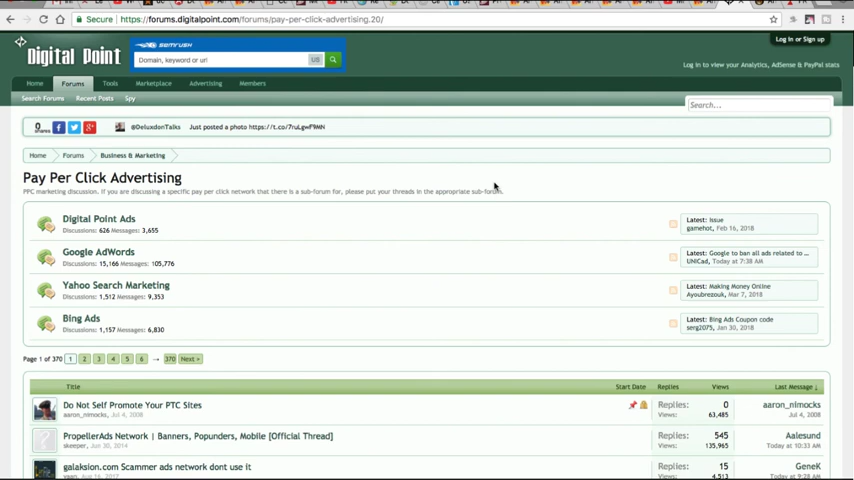 Secure https://forums.digitalpoint.com/forums/pay-per-click-advertising.20/
Digital Point
semrush
Log in or Sign up
Domain, keyword or url
US
Log in to view your Analytics, AdSense & PayPal stats
Home Forums Tools Marketplace Advertising Members
Search Forums Recent Posts Spy
Search...
0
shares
@DeluxdonTalks Just posted a photo https://t.co/7ruLgwF9MN
Home Forums Business & Marketing
Pay Per Click Advertising
PPC marketing discussion. If you are discussing a specific pay per click network that there is a sub-forum for, please put your threads in the appropriate sub-forum.
Digital Point Ads
Discussions: 626 Messages: 3,655
Latest: Issue
gamehot, Feb 16, 2018
Google AdWords
Discussions: 15,166 Messages: 105,776
Latest: Google to ban all ads related to ...
UNICad, Today at 7:38 AM
Yahoo Search Marketing
Discussions: 1,512 Messages: 9,353
Latest: Making Money Online
Ayoubrezouk, Mar 7, 2018
Bing Ads
Discussions: 1,157 Messages: 6,830
Latest: Bing Ads Coupon code
serg2075, Jan 30, 2018
Page 1 of 370 1 2 3 4 5 6 → 370 Next >
Title Start Date Replies Views Last Message ↓
Do Not Self Promote Your PTC Sites
aaron_nimocks, Jul 4, 2008
Replies: 0
Views: 63,485
aaron_nimocks
Jul 4, 2008
PropellerAds Network | Banners, Popunders, Mobile [Official Thread]
skeeper, Jun 30, 2014
Replies: 545
Views: 135,965
Aalesund
Today at 10:33 AM
galaksion.com Scammer ads network dont use it
Replies: 15
Views: 4,513
GeneK
Today at 9:28 AM